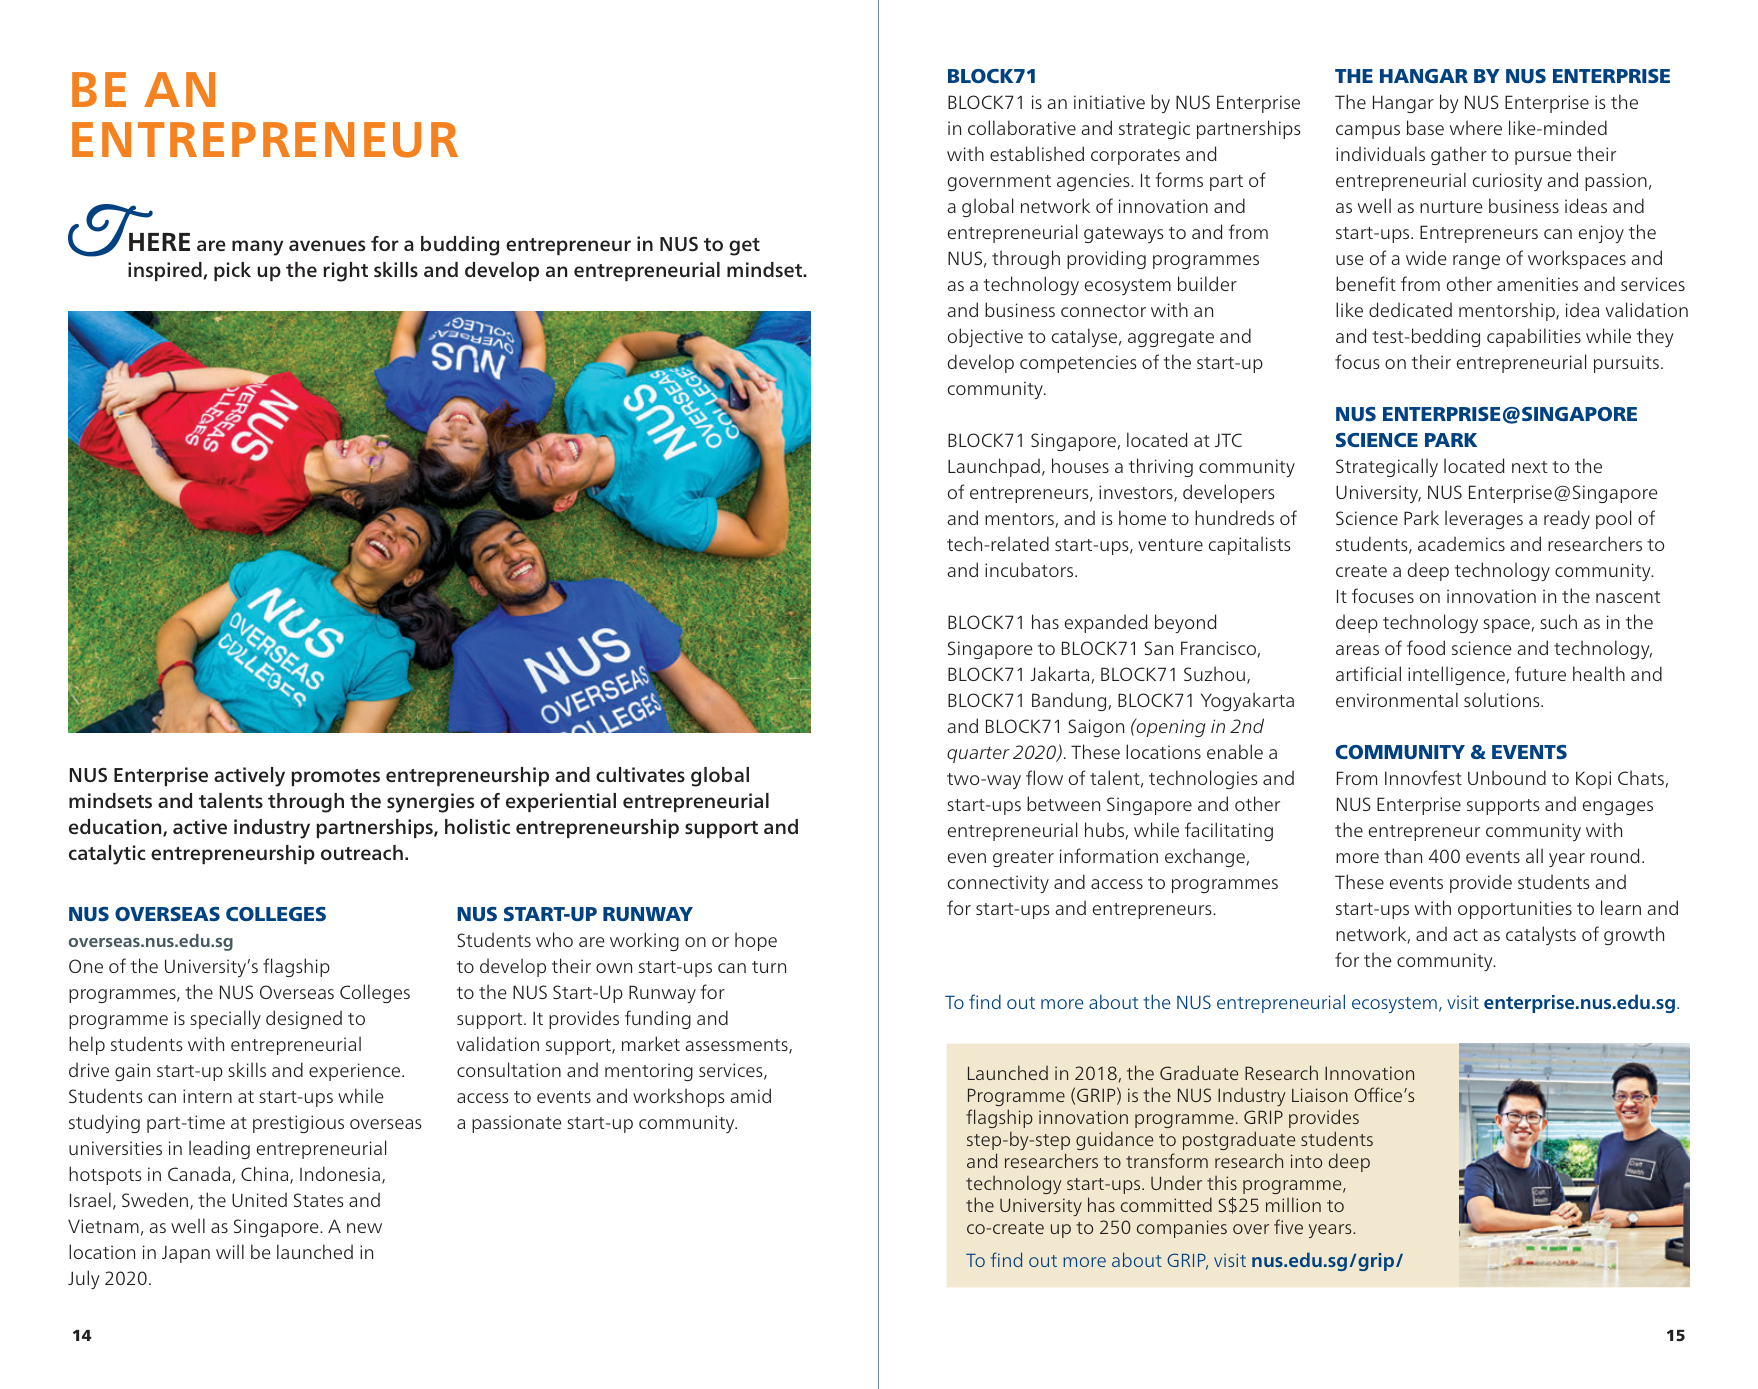 BE AN
ENTREPRENEUR
THERE are many avenues for a budding entrepreneur in NUS to get
inspired, pick up the right skills and develop an entrepreneurial mindset.
NUS
OVERSEAS
COLLEGES
NUS
OVERSEAS
COLLEGES
NUS
OVERSEAS
COLLEGES
NUS
OVERSEAS
COLLEGES
NUS
OVERSEAS
COLLEGES
NUS Enterprise actively promotes entrepreneurship and cultivates global
mindsets and talents through the synergies of experiential entrepreneurial
education, active industry partnerships, holistic entrepreneurship support and
catalytic entrepreneurship outreach.
NUS OVERSEAS COLLEGES
overseas.nus.edu.sg
One of the University’s flagship
programmes, the NUS Overseas Colleges
programme is specially designed to
help students with entrepreneurial
drive gain start-up skills and experience.
Students can intern at start-ups while
studying part-time at prestigious overseas
universities in leading entrepreneurial
hotspots in Canada, China, Indonesia,
Israel, Sweden, the United States and
Vietnam, as well as Singapore. A new
location in Japan will be launched in
July 2020.
NUS START-UP RUNWAY
Students who are working on or hope
to develop their own start-ups can turn
to the NUS Start-Up Runway for
support. It provides funding and
validation support, market assessments,
consultation and mentoring services,
access to events and workshops amid
a passionate start-up community.
14
BLOCK71
BLOCK71 is an initiative by NUS Enterprise
in collaborative and strategic partnerships
with established corporates and
government agencies. It forms part of
a global network of innovation and
entrepreneurial gateways to and from
NUS, through providing programmes
as a technology ecosystem builder
and business connector with an
objective to catalyse, aggregate and
develop competencies of the start-up
community.
BLOCK71 Singapore, located at JTC
Launchpad, houses a thriving community
of entrepreneurs, investors, developers
and mentors, and is home to hundreds of
tech-related start-ups, venture capitalists
and incubators.
BLOCK71 has expanded beyond
Singapore to BLOCK71 San Francisco,
BLOCK71 Jakarta, BLOCK71 Suzhou,
BLOCK71 Bandung, BLOCK71 Yogyakarta
and BLOCK71 Saigon (opening in 2nd
quarter 2020). These locations enable a
two-way flow of talent, technologies and
start-ups between Singapore and other
entrepreneurial hubs, while facilitating
even greater information exchange,
connectivity and access to programmes
for start-ups and entrepreneurs.
THE HANGAR BY NUS ENTERPRISE
The Hangar by NUS Enterprise is the
campus base where like-minded
individuals gather to pursue their
entrepreneurial curiosity and passion,
as well as nurture business ideas and
start-ups. Entrepreneurs can enjoy the
use of a wide range of workspaces and
benefit from other amenities and services
like dedicated mentorship, idea validation
and test-bedding capabilities while they
focus on their entrepreneurial pursuits.
NUS ENTERPRISE@SINGAPORE
SCIENCE PARK
Strategically located next to the
University, NUS Enterprise@Singapore
Science Park leverages a ready pool of
students, academics and researchers to
create a deep technology community.
It focuses on innovation in the nascent
deep technology space, such as in the
areas of food science and technology,
artificial intelligence, future health and
environmental solutions.
COMMUNITY & EVENTS
From Innovfest Unbound to Kopi Chats,
NUS Enterprise supports and engages
the entrepreneur community with
more than 400 events all year round.
These events provide students and
start-ups with opportunities to learn and
network, and act as catalysts of growth
for the community.
To find out more about the NUS entrepreneurial ecosystem, visit enterprise.nus.edu.sg.
Launched in 2018, the Graduate Research Innovation
Programme (GRIP) is the NUS Industry Liaison Office’s
flagship innovation programme. GRIP provides
step-by-step guidance to postgraduate students
and researchers to transform research into deep
technology start-ups. Under this programme,
the University has committed S$25 million to
co-create up to 250 companies over five years.
To find out more about GRIP, visit nus.edu.sg/grip/
Craft
Health
Craft
Health
15